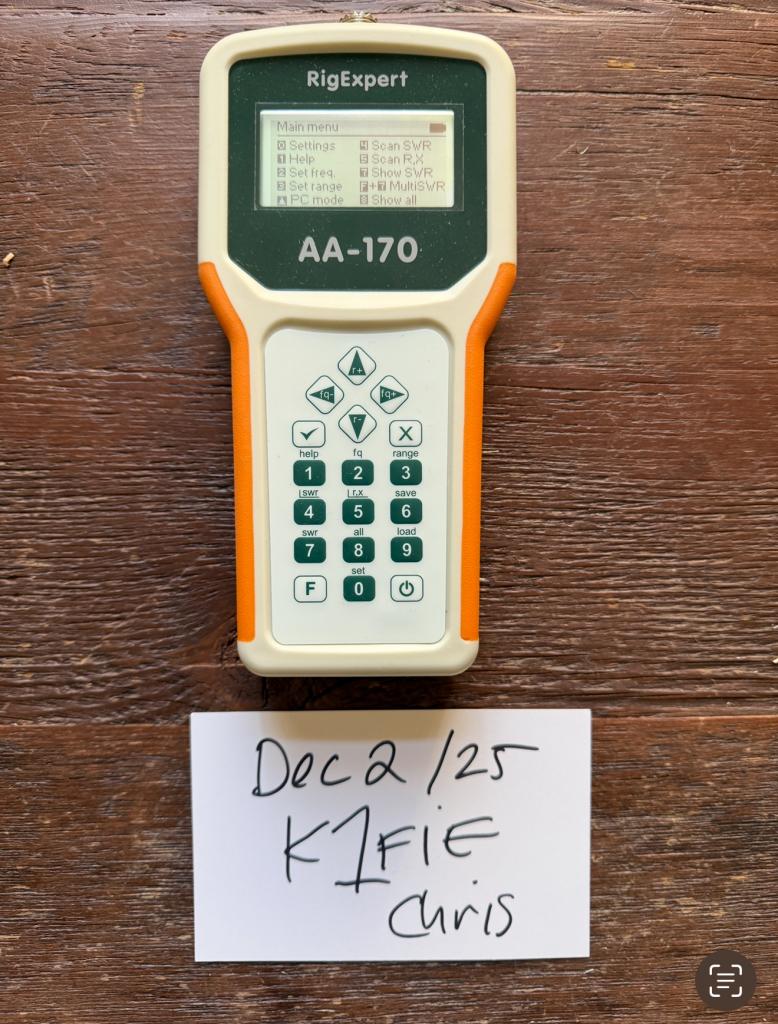 RigExpert
Main menu
0 Settings 4 Scan SWR
1 Help 5 Scan R,X
2 Set freq. 7 Show SWR
3 Set range F+7 MultiSWR
▲ PC mode 8 Show all
AA-170
r+
fq- fq+
r-
✓ X
help fq range
1 2 3
swr r,x save
4 5 6
swr all load
7 8 9
set
F 0
Dec 2/25
K1FiE
Chris